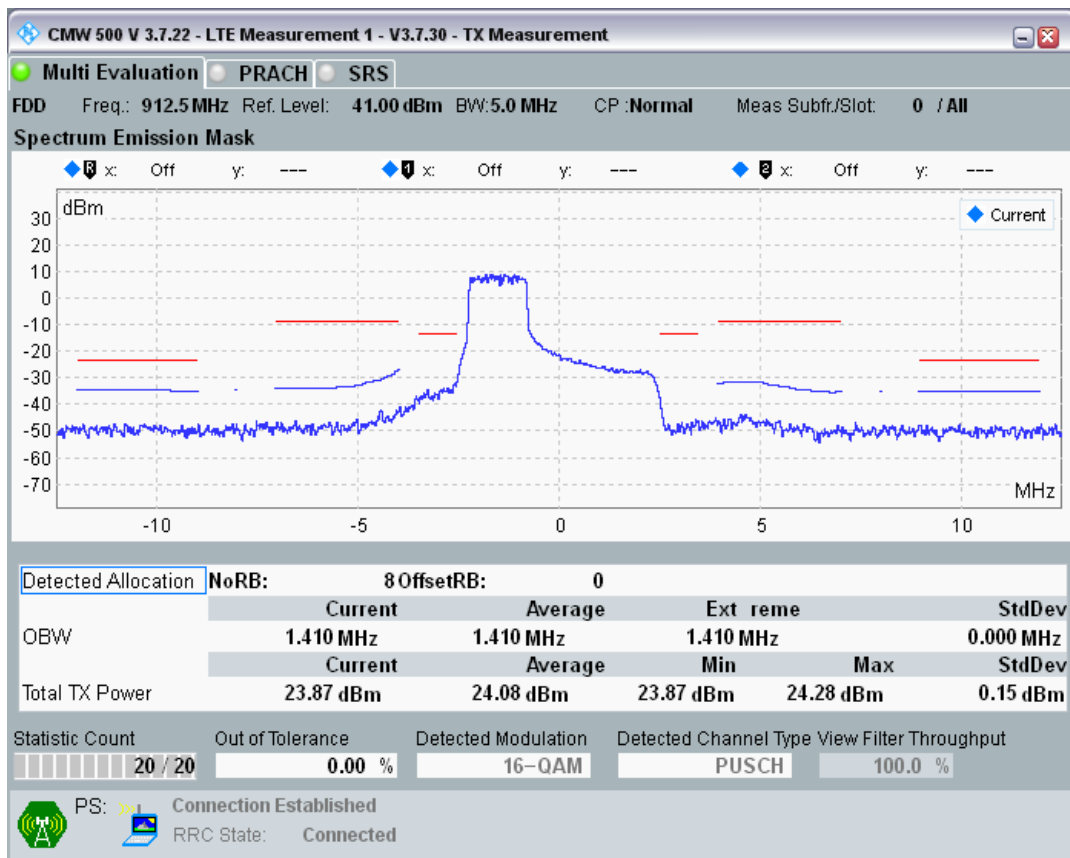 CMW 500 V 3.7.22 - LTE Measurement 1 - V3.7.30 - TX Measurement
Multi Evaluation PRACH SRS
FDD Freq.: 912.5 MHz Ref. Level: 41.00 dBm BW:5.0 MHz CP :Normal Meas Subfr./Slot: 0 / All
Spectrum Emission Mask
R x: Off y: --- 1 x: Off y: --- 2 x: Off y: ---
dBm
Current
30
20
10
0
-10
-20
-30
-40
-50
-60
-70
MHz
-10 -5 0 5 10
Detected Allocation NoRB: 8 OffsetRB: 0
Current Average Ext reme StdDev
OBW 1.410 MHz 1.410 MHz 1.410 MHz 0.000 MHz
Current Average Min Max StdDev
Total TX Power 23.87 dBm 24.08 dBm 23.87 dBm 24.28 dBm 0.15 dBm
Statistic Count Out of Tolerance Detected Modulation Detected Channel Type View Filter Throughput
20 / 20 0.00 % 16-QAM PUSCH 100.0 %
PS: Connection Established
RRC State: Connected